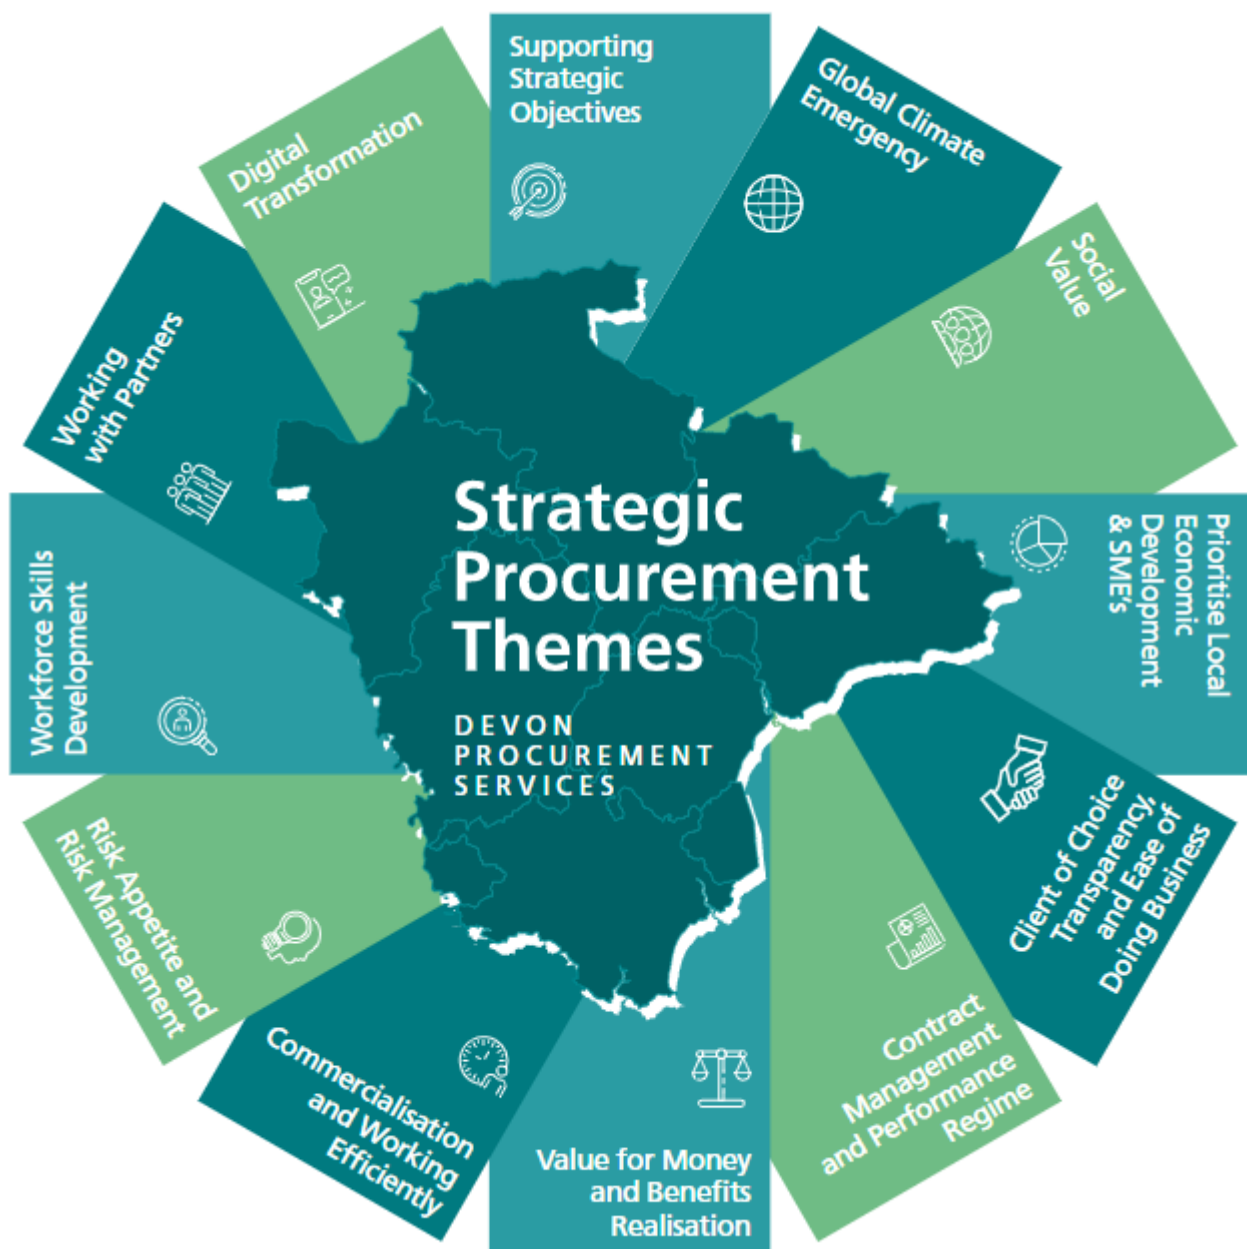 Supporting
Strategic
Objectives
Global Climate
Emergency
Social
Value
Prioritise Local
Economic
Development
& SME's
Client of Choice
Transparency,
and Ease of
Doing Business
Contract
Management
and Performance
Regime
Value for Money
and Benefits
Realisation
Commercialisation
and Working
Efficiently
Risk Appetite and
Risk Management
Workforce Skills
Development
Working
with Partners
Digital
Transformation
Strategic
Procurement
Themes
DEVON
PROCUREMENT
SERVICES